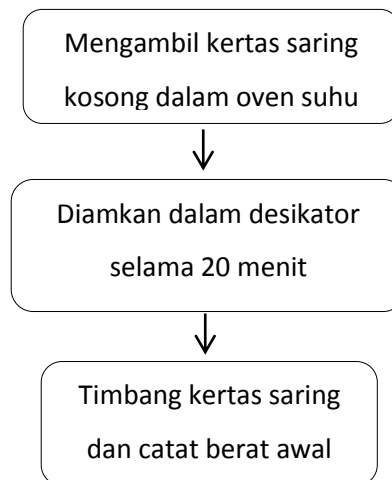 Mengambil kertas saring
kosong dalam oven suhu
Diamkan dalam desikator
selama 20 menit
Timbang kertas saring
dan catat berat awal